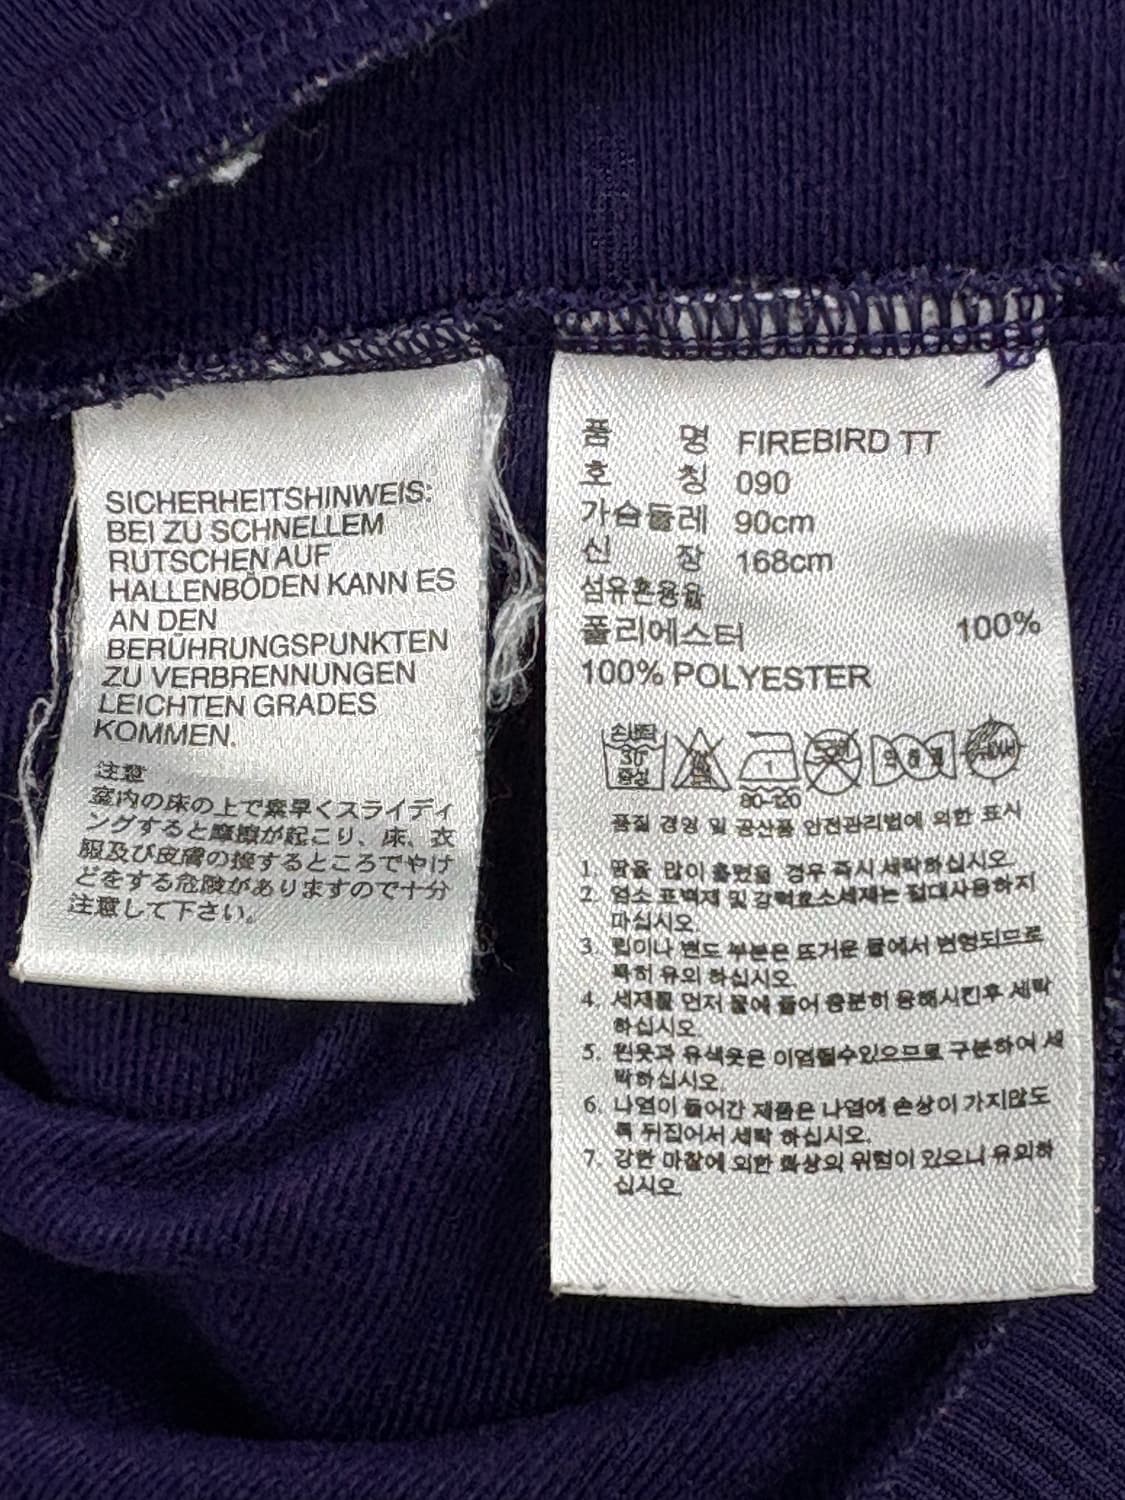 SICHERHEITSHINWEIS:
BEI ZU SCHNELLEM
RUTSCHEN AUF
HALLENBÖDEN KANN ES
AN DEN
BERÜHRUNGSPUNKTEN
ZU VERBRENNUNGEN
LEICHTEN GRADES
KOMMEN.
注意
室内の床の上で素早くスライディ
ングすると摩擦が起こり、床、衣
服及び皮膚の接するところでやけ
どをする危険がありますので十分
注意して下さい。
품 명 FIREBIRD TT
호 칭 090
가슴둘레 90cm
신 장 168cm
섬유혼용율
폴리에스터 100%
100% POLYESTER
손세탁
30°
중성
1
80-120
품질 경영 및 공산품 안전관리법에 의한 표시
1. 땀을 많이 흘렸을 경우 즉시 세탁하십시오.
2. 염소 표백제 및 강력효소세제는 절대사용하지
마십시오.
3. 립이나 밴드 부분은 뜨거운 물에서 변형되므로
특히 유의 하십시오.
4. 세제를 먼저 물에 풀어 충분히 용해시킨후 세탁
하십시오.
5. 흰옷과 유색옷은 이염될수있으므로 구분하여 세
탁하십시오.
6. 나염이 들어간 제품은 나염에 손상이 가지않도
록 뒤집어서 세탁 하십시오.
7. 강한 마찰에 의한 화상의 위험이 있으니 유의하
십시오.